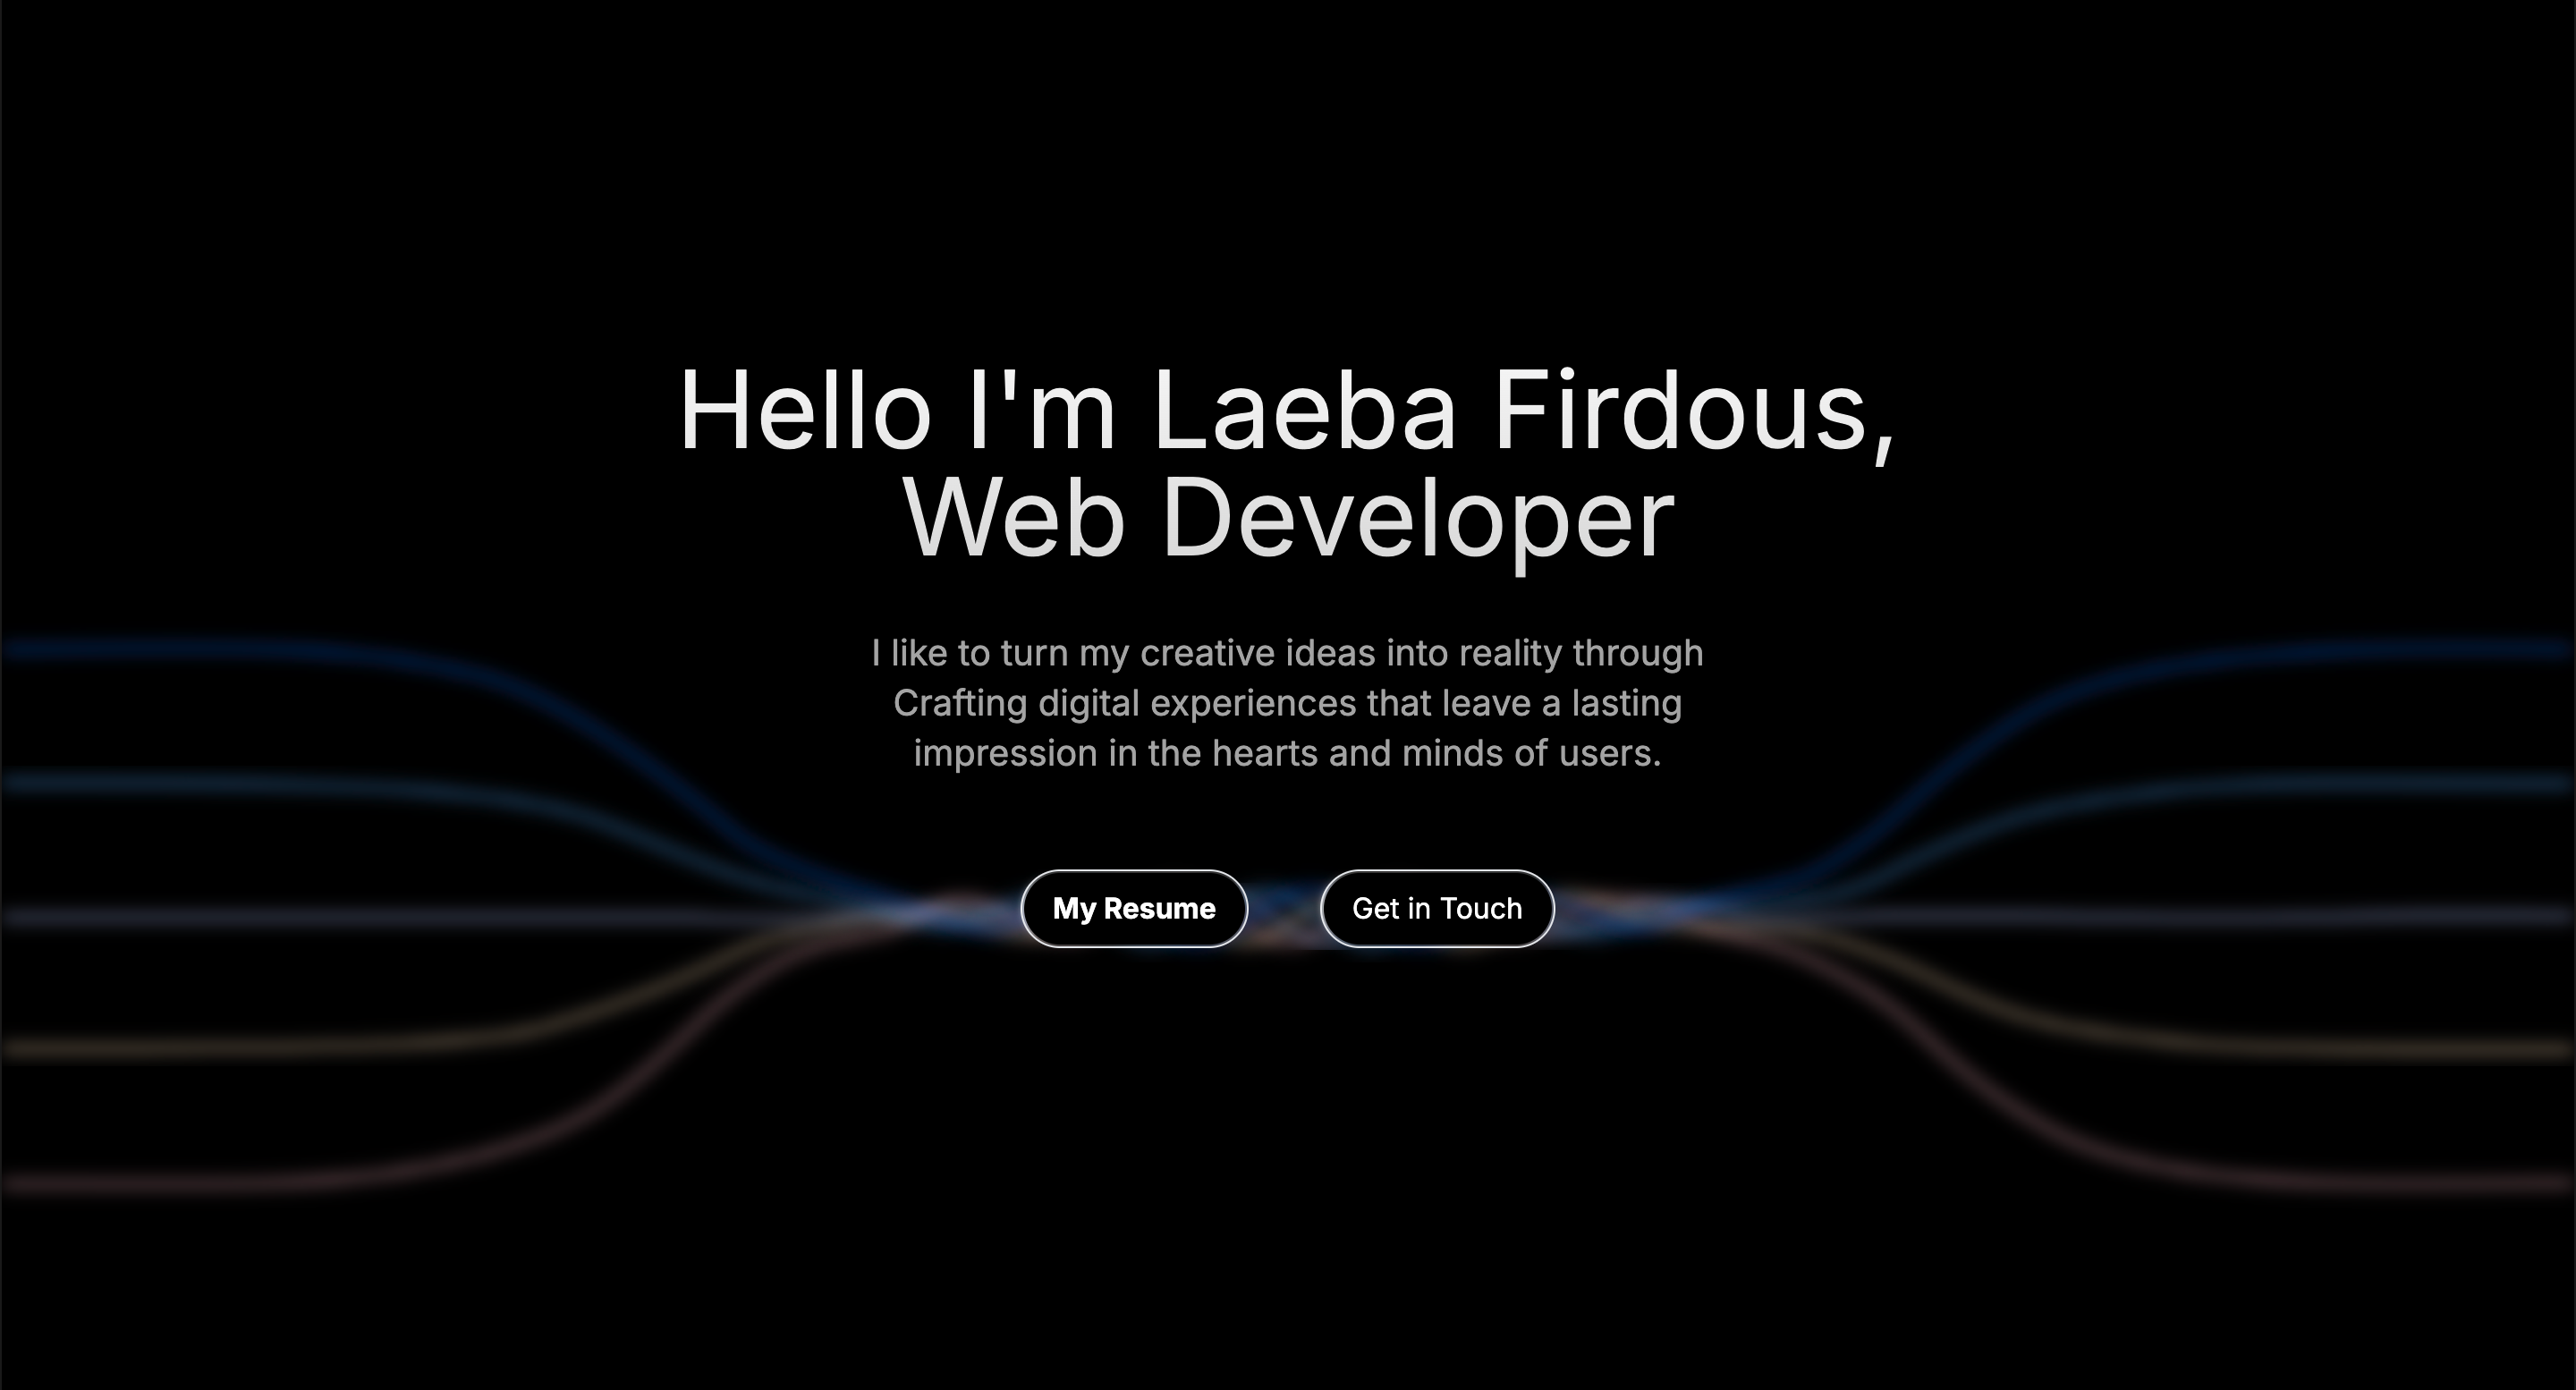 Hello I'm Laeba Firdous,
Web Developer
I like to turn my creative ideas into reality through
Crafting digital experiences that leave a lasting
impression in the hearts and minds of users.
My Resume
Get in Touch